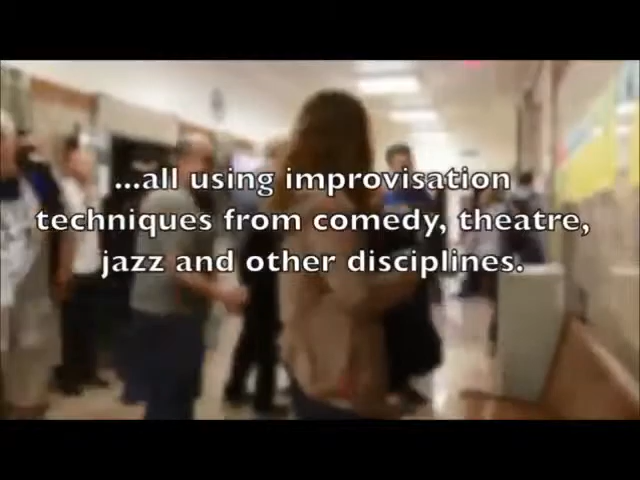 ...all using improvisation
techniques from comedy, theatre,
jazz and other disciplines.